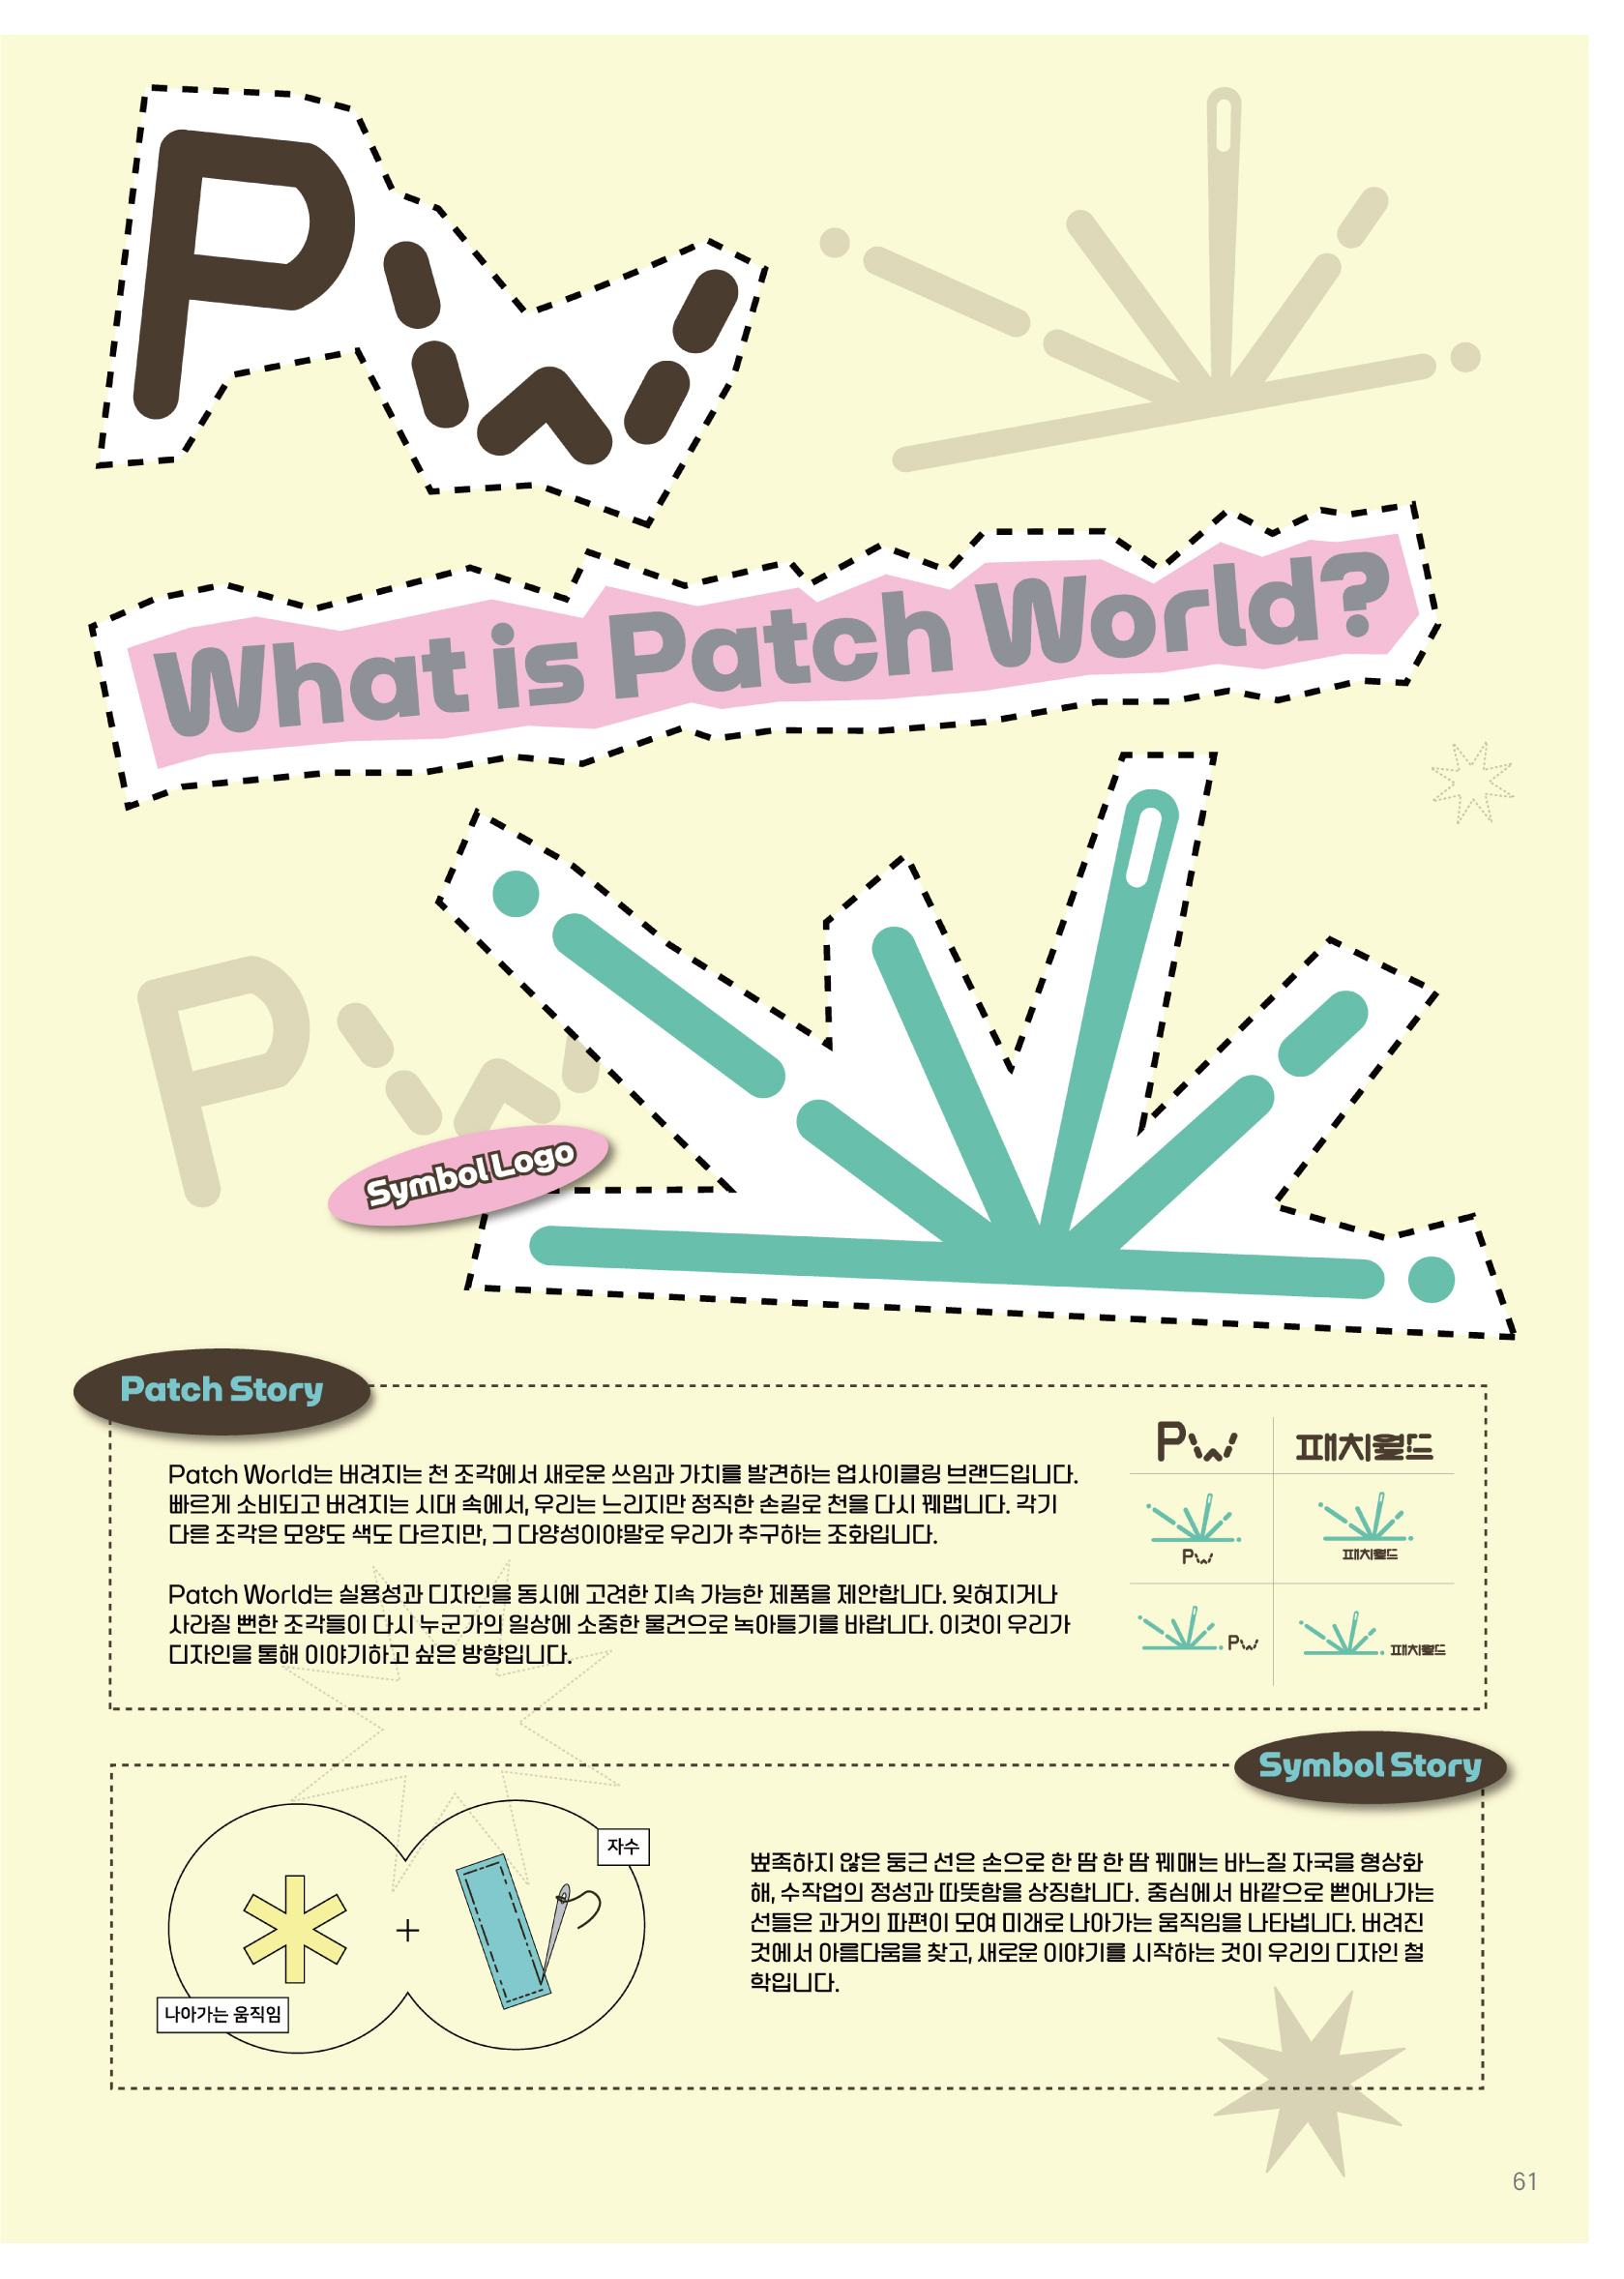 Pw
What is Patch World?
Pw
Symbol Logo
Patch Story
Patch World는 버려지는 천 조각에서 새로운 쓰임과 가치를 발견하는 업사이클링 브랜드입니다.
빠르게 소비되고 버려지는 시대 속에서, 우리는 느리지만 정직한 손길로 천을 다시 꿰맵니다. 각기
다른 조각은 모양도 색도 다르지만, 그 다양성이야말로 우리가 추구하는 조화입니다.
Patch World는 실용성과 디자인을 동시에 고려한 지속 가능한 제품을 제안합니다. 잊혀지거나
사라질 뻔한 조각들이 다시 누군가의 일상에 소중한 물건으로 녹아들기를 바랍니다. 이것이 우리가
디자인을 통해 이야기하고 싶은 방향입니다.
Pw 패치월드
Pw 패치월드
Pw 패치월드
Symbol Story
자수
+
나아가는 움직임
뾰족하지 않은 둥근 선은 손으로 한 땀 한 땀 꿰매는 바느질 자국을 형상화
해, 수작업의 정성과 따뜻함을 상징합니다. 중심에서 바깥으로 뻗어나가는
선들은 과거의 파편이 모여 미래로 나아가는 움직임을 나타냅니다. 버려진
것에서 아름다움을 찾고, 새로운 이야기를 시작하는 것이 우리의 디자인 철
학입니다.
61